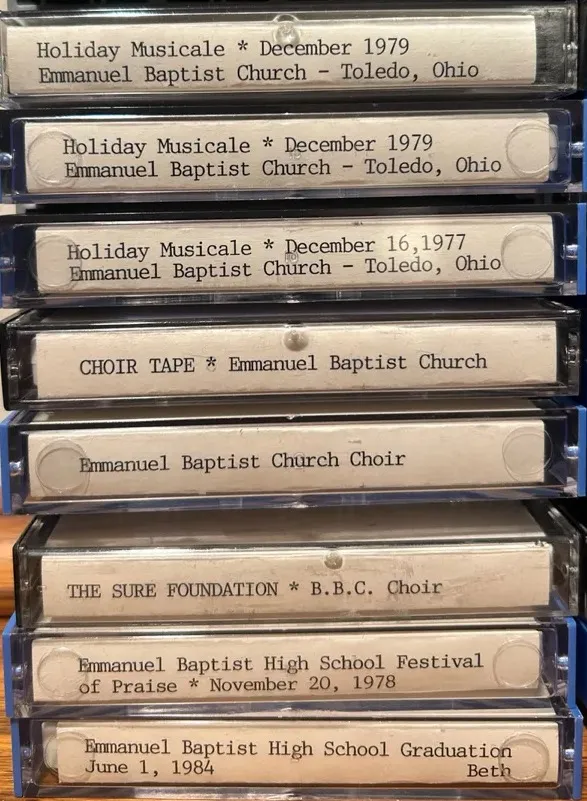 Holiday Musicale * December 1979
Emmanuel Baptist Church - Toledo, Ohio
Holiday Musicale * December 1979
Emmanuel Baptist Church - Toledo, Ohio
Holiday Musicale * December 16,1977
Emmanuel Baptist Church - Toledo, Ohio
CHOIR TAPE * Emmanuel Baptist Church
Emmanuel Baptist Church Choir
THE SURE FOUNDATION * B.B.C. Choir
Emmanuel Baptist High School Festival
of Praise * November 20, 1978
Emmanuel Baptist High School Graduation
June 1, 1984 Beth